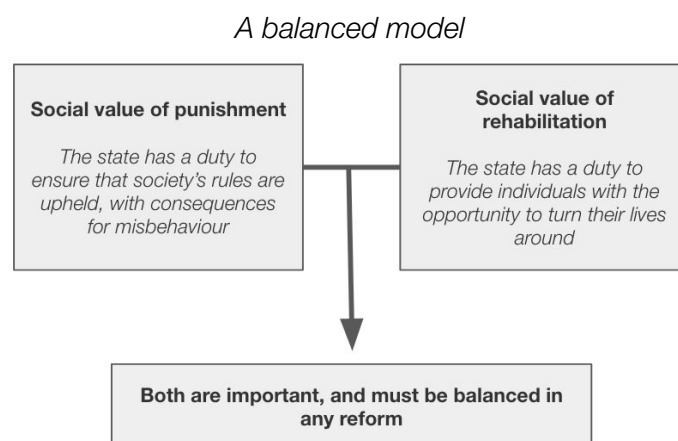 A balanced model
Social value of punishment
The state has a duty to
ensure that society's rules are
upheld, with consequences
for misbehaviour
Social value of
rehabilitation
The state has a duty to
provide individuals with the
opportunity to turn their lives
around
Both are important, and must be balanced in
any reform